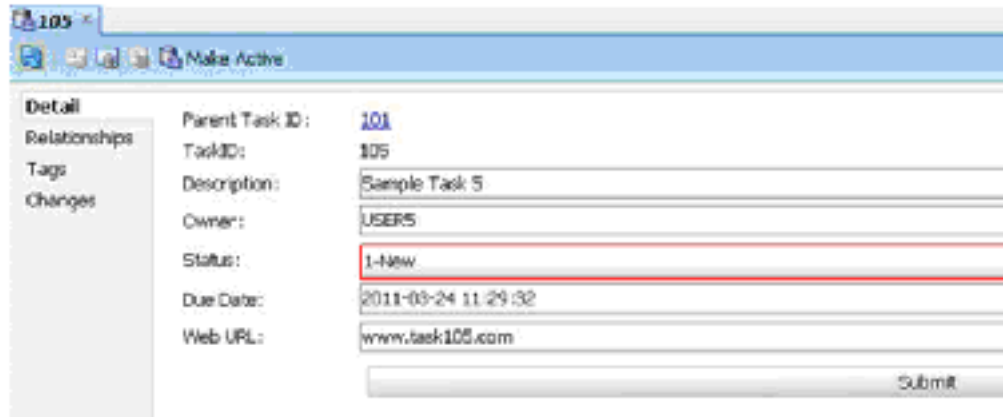 105
Make Active
Detail
Relationships
Tags
Changes
Parent Task ID: 101
TaskID: 105
Description: Sample Task 5
Owner: USER5
Status: 1-New
Due Date: 2011-03-24 11:29:32
Web URL: www.task105.com
Submit